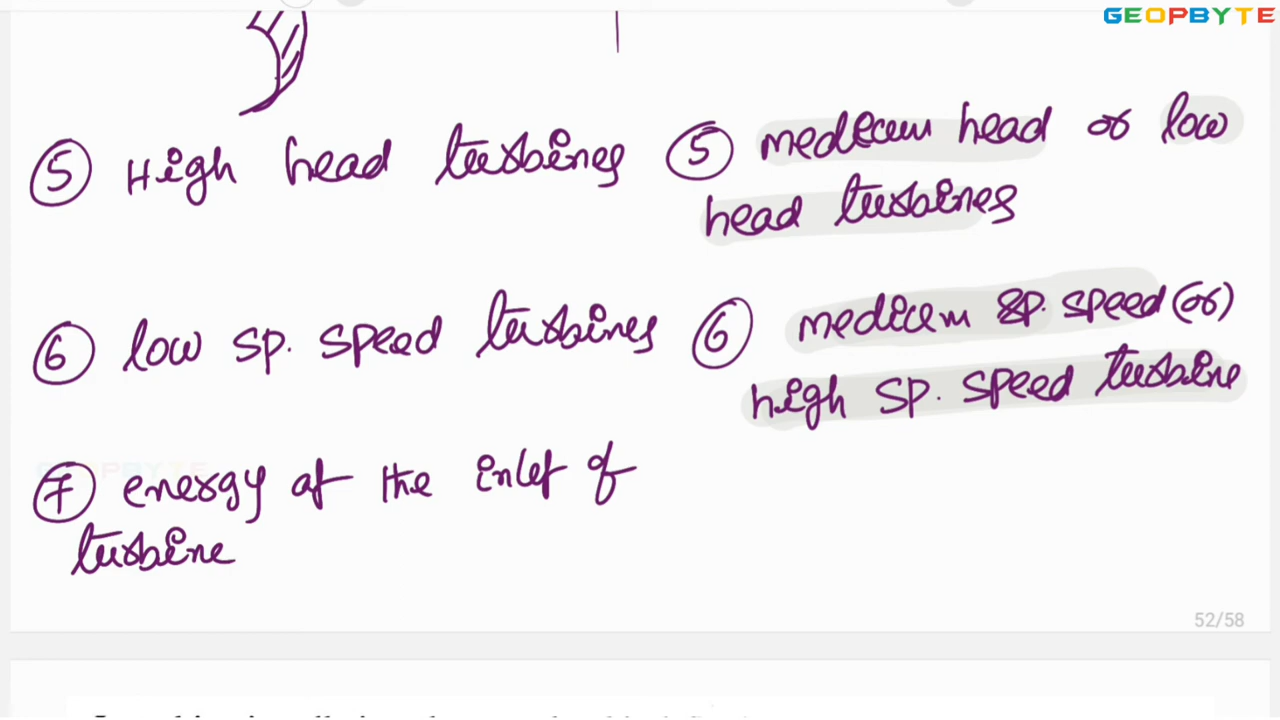 GEOPBYTE
⑤ High head turbines
⑤ medium head or low
head turbines
⑥ low sp. speed turbines
⑥ medium sp. speed (or)
high sp. speed turbine
⑦ energy at the inlet of
turbine
52/58